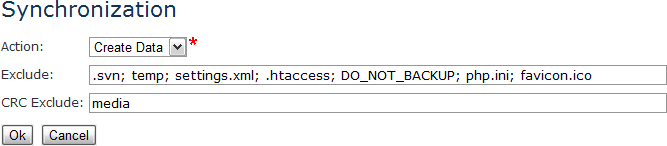 Synchronization
Action: Create Data *
Exclude: .svn; temp; settings.xml; .htaccess; DO_NOT_BACKUP; php.ini; favicon.ico
CRC Exclude: media
Ok Cancel